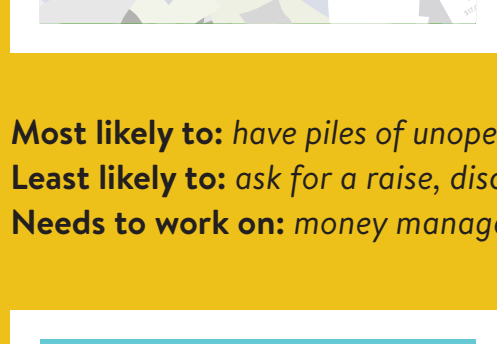 Most likely to: have piles of unope
Least likely to: ask for a raise, disc
Needs to work on: money manag